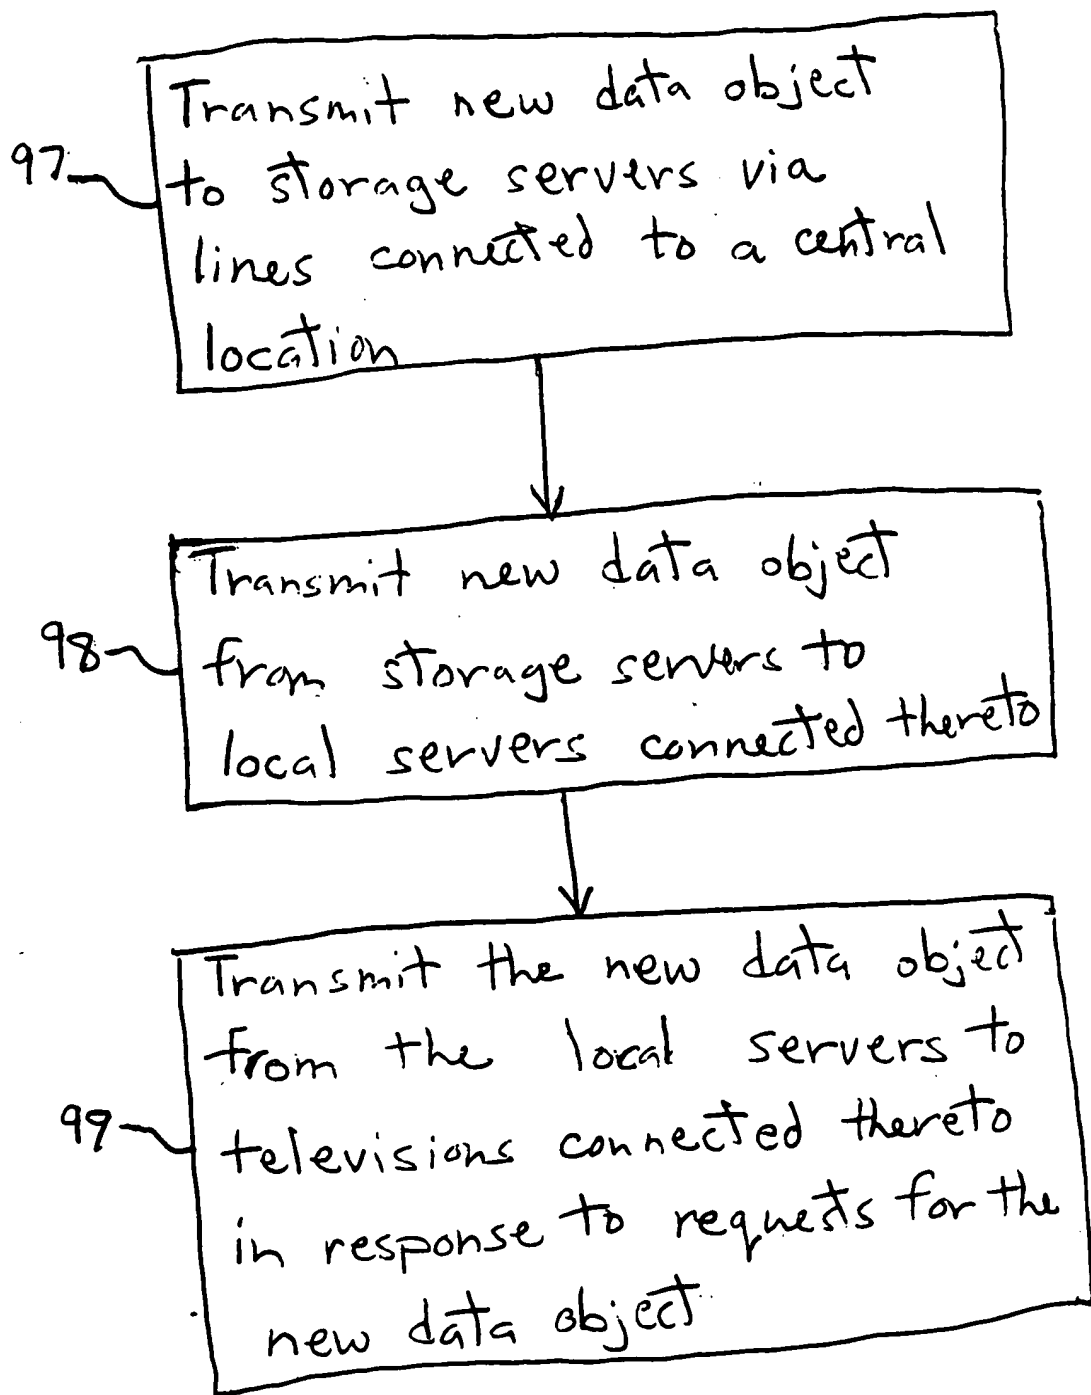 Transmit new data object
97 to storage servers via
lines connected to a central
location
Transmit new data object
98 from storage servers to
local servers connected thereto
Transmit the new data object
from the local servers to
99 televisions connected thereto
in response to requests for the
new data object